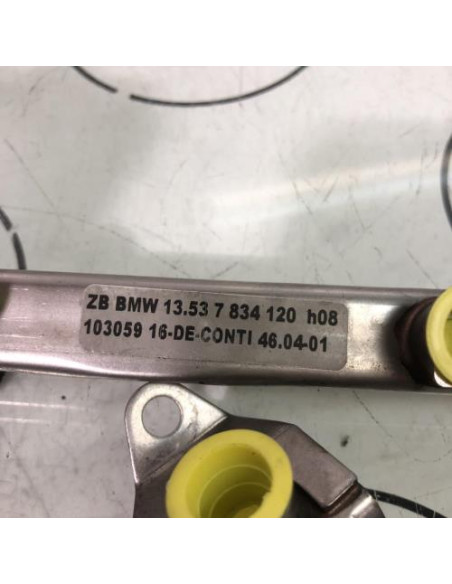 ZB BMW 13.53 7 834 120 h08
103059 16-DE-CONTI 46.04-01